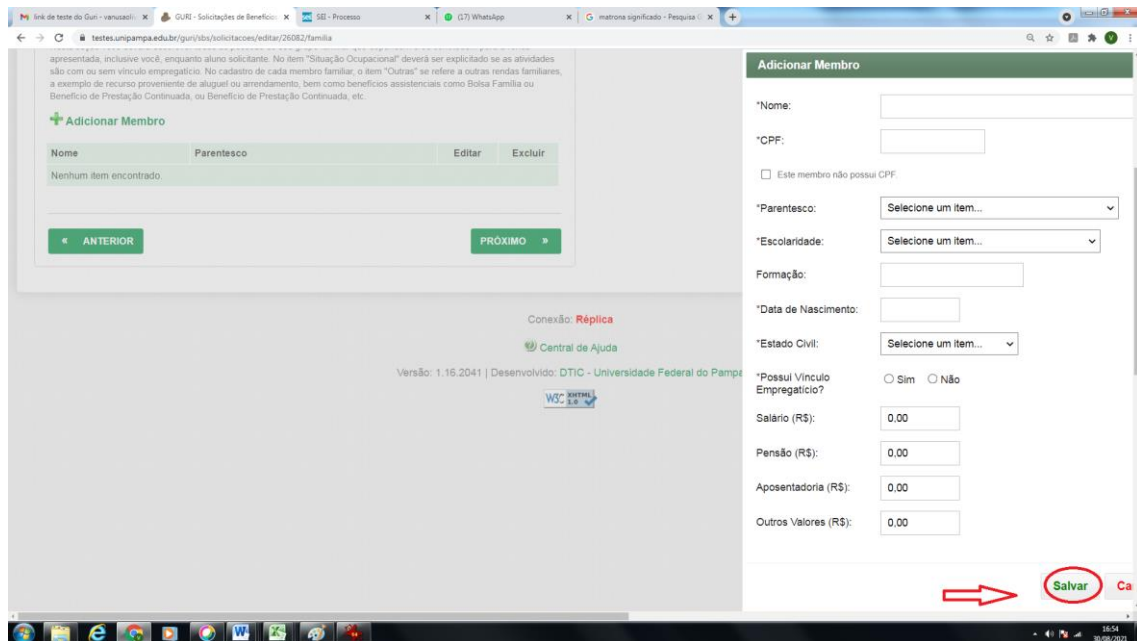 link de teste do Guri - vanusaoli
GURI - Solicitações de Benefício
SEI - Processo
(17) WhatsApp
matrona significado - Pesquisa G
testes.unipampa.edu.br/guri/sbs/solicitacoes/editar/26082/familia
apresentada, inclusive você, enquanto aluno solicitante. No item "Situação Ocupacional" deverá ser explicitado se as atividades
são com ou sem vínculo empregatício. No cadastro de cada membro familiar, o item "Outras" se refere a outras rendas familiares,
a exemplo de recurso proveniente de aluguel ou arrendamento, bem como benefícios assistenciais como Bolsa Família ou
Benefício de Prestação Continuada, ou Benefício de Prestação Continuada, etc.
Adicionar Membro
Nome Parentesco Editar Excluir
Nenhum item encontrado.
« ANTERIOR
PRÓXIMO »
Conexão: Réplica
Central de Ajuda
Versão: 1.16.2041 | Desenvolvido: DTIC - Universidade Federal do Pampa
W3C XHTML 1.0
Adicionar Membro
*Nome:
*CPF:
Este membro não possui CPF.
*Parentesco: Selecione um item...
*Escolaridade: Selecione um item...
Formação:
*Data de Nascimento:
*Estado Civil: Selecione um item...
*Possui Vínculo
Empregatício?
Sim Não
Salário (R$): 0,00
Pensão (R$): 0,00
Aposentadoria (R$): 0,00
Outros Valores (R$): 0,00
Salvar Ca
16:54
30/08/2021